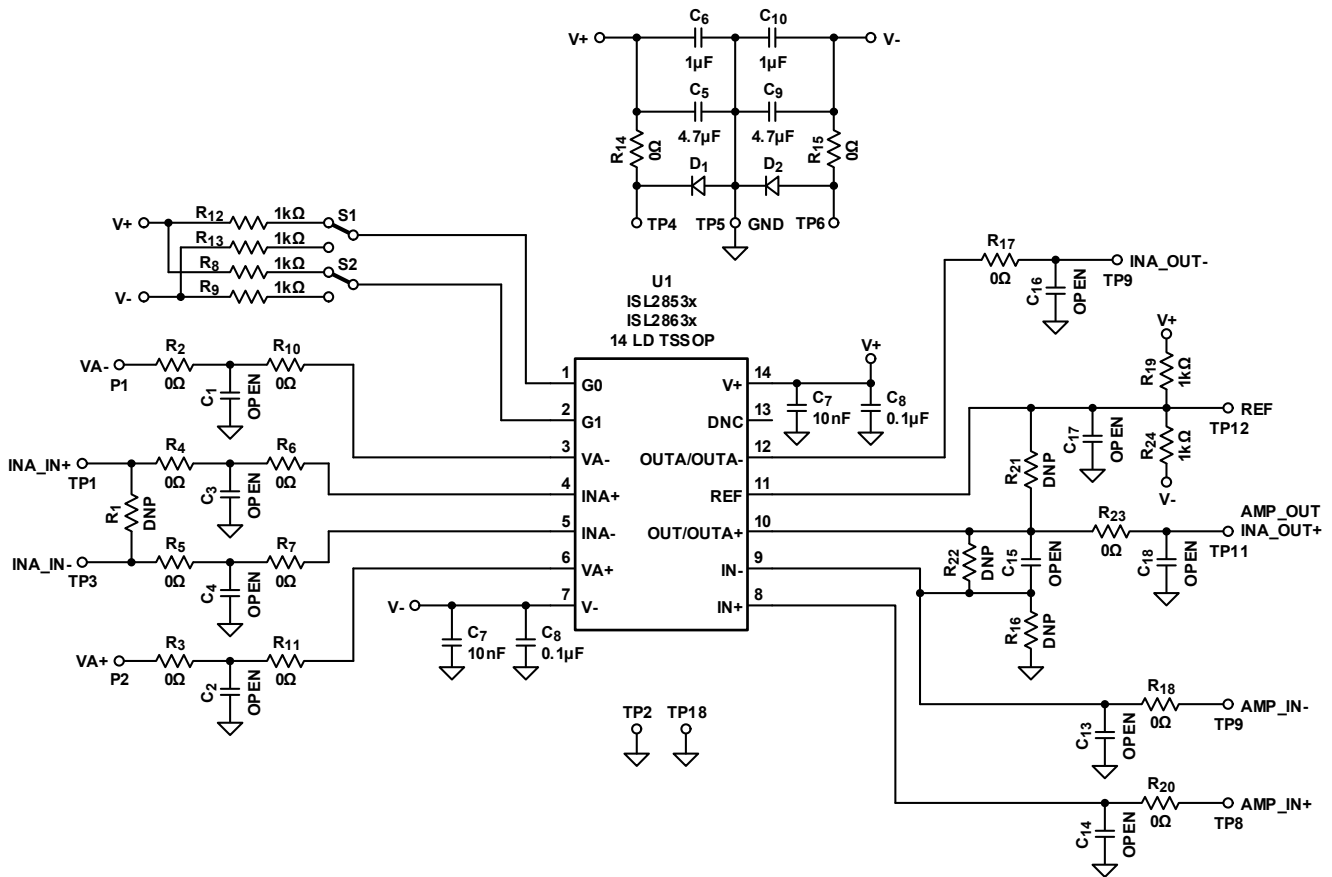 C6 C10
V+ V-
1µF 1µF
C5 C9
4.7µF 4.7µF
R14 0Ω R15 0Ω
D1 D2
TP4 TP5 GND TP6
V+ R12 1kΩ S1
R13 1kΩ
R8 1kΩ S2
V- R9 1kΩ
R17
0Ω
INA_OUT-
TP9
C16 OPEN
U1
ISL2853x
ISL2863x
14 LD TSSOP
VA- R2 R10
P1 0Ω 0Ω
C1 OPEN
INA_IN+ R4 R6
TP1 0Ω 0Ω
C3 OPEN
R1 DNP
INA_IN- R5 R7
TP3 0Ω 0Ω
C4 OPEN
VA+ R3 R11
P2 0Ω 0Ω
C2 OPEN
1 G0
2 G1
3 VA-
4 INA+
5 INA-
6 VA+
7 V-
V+ 14
DNC 13
OUTA/OUTA- 12
REF 11
OUT/OUTA+ 10
IN- 9
IN+ 8
V+
C7 C8
10nF 0.1µF
V-
C7 C8
10nF 0.1µF
V+
R19 1kΩ
REF
TP12
C17 OPEN
R24 1kΩ
V-
R21 DNP
AMP_OUT
R23 INA_OUT+
0Ω TP11
R22 DNP C15 OPEN C18 OPEN
R16 DNP
R18 AMP_IN-
0Ω TP9
C13 OPEN
R20 AMP_IN+
0Ω TP8
C14 OPEN
TP2 TP18